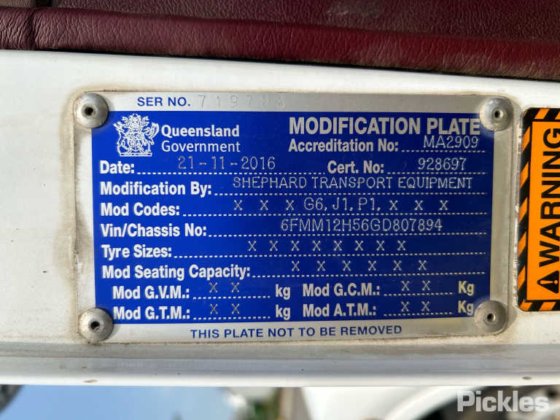 SER NO.
Queensland
Government
MODIFICATION PLATE
Accreditation No: MA2909
Date: 21-11-2016 Cert. No: 928697
Modification By: SHEPHARD TRANSPORT EQUIPMENT
Mod Codes: X X X G6, J1, P1, X X X
Vin/Chassis No: 6FMM12H56GD807894
Tyre Sizes: X X X X X X X X
Mod Seating Capacity: X X X X X X
Mod G.V.M.: X X kg Mod G.C.M.: X X Kg
Mod G.T.M.: X X kg Mod A.T.M.: X X Kg
THIS PLATE NOT TO BE REMOVED
WARNING
Pickles